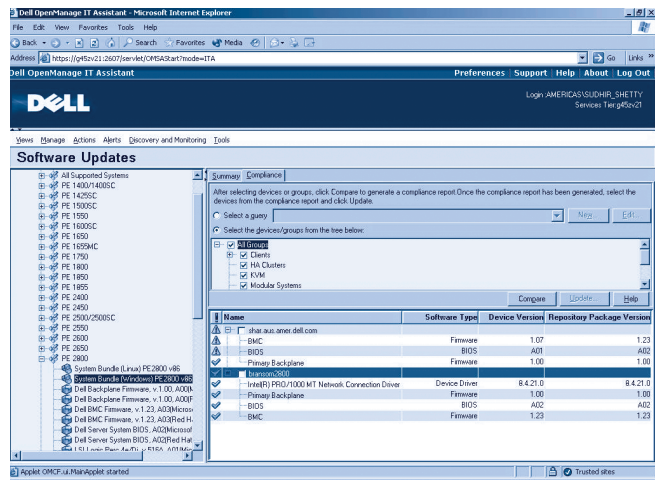 Dell OpenManage IT Assistant - Microsoft Internet Explorer
File Edit View Favorites Tools Help
Back Search Favorites Media
Address https://g45zv21:2607/servlet/OMSAStart?mode=ITA Go Links »
Dell OpenManage IT Assistant Preferences Support Help About Log Out
DELL
Login :AMERICAS\SUDHIR_SHETTY
Services Tier:g45zv21
Views Manage Actions Alerts Discovery and Monitoring Tools
Software Updates
All Supported Systems
PE 1400/1400SC
PE 1425SC
PE 1500SC
PE 1550
PE 1600SC
PE 1650
PE 1655MC
PE 1750
PE 1800
PE 1850
PE 1855
PE 2400
PE 2450
PE 2500/2500SC
PE 2550
PE 2600
PE 2650
PE 2800
System Bundle (Linux) PE2800 v86
System Bundle (Windows) PE2800 v86
Dell Backplane Firmware, v.1.00, A00(M
Dell Backplane Firmware, v.1.00, A00(F
Dell BMC Firmware, v.1.23, A03(Micros
Dell BMC Firmware, v.1.23, A03(Red H
Dell Server System BIOS, A02(Microsof
Dell Server System BIOS, A02(Red Hat
LSI Logic Perc 4e/Di, v.516A, A01(Mic
Summary Compliance
After selecting devices or groups, click Compare to generate a compliance report.Once the compliance report has been generated, select the
devices from the compliance report and click Update.
Select a query New... Edit...
Select the devices/groups from the tree below:
All Groups
Clients
HA Clusters
KVM
Modular Systems
Compare Update... Help
Name Software Type Device Version Repository Package Version
shar.aus.amer.dell.com
BMC Firmware 1.07 1.23
BIOS BIOS A01 A02
Primary Backplane Firmware 1.00 1.00
bransom2800
Intel(R) PRO/1000 MT Network Connection Driver Device Driver 8.4.21.0 8.4.21.0
Primary Backplane Firmware 1.00 1.00
BIOS BIOS A02 A02
BMC Firmware 1.23 1.23
Applet OMCF.ui.MainApplet started Trusted sites